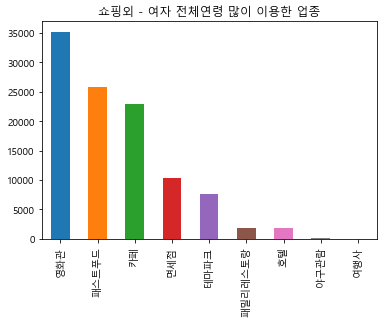 쇼핑외 - 여자 전체연령 많이 이용한 업종
35000
30000
25000
20000
15000
10000
5000
0
영화관
패스트푸드
카페
면세점
테마파크
패밀리레스토랑
호텔
야구관람
여행사